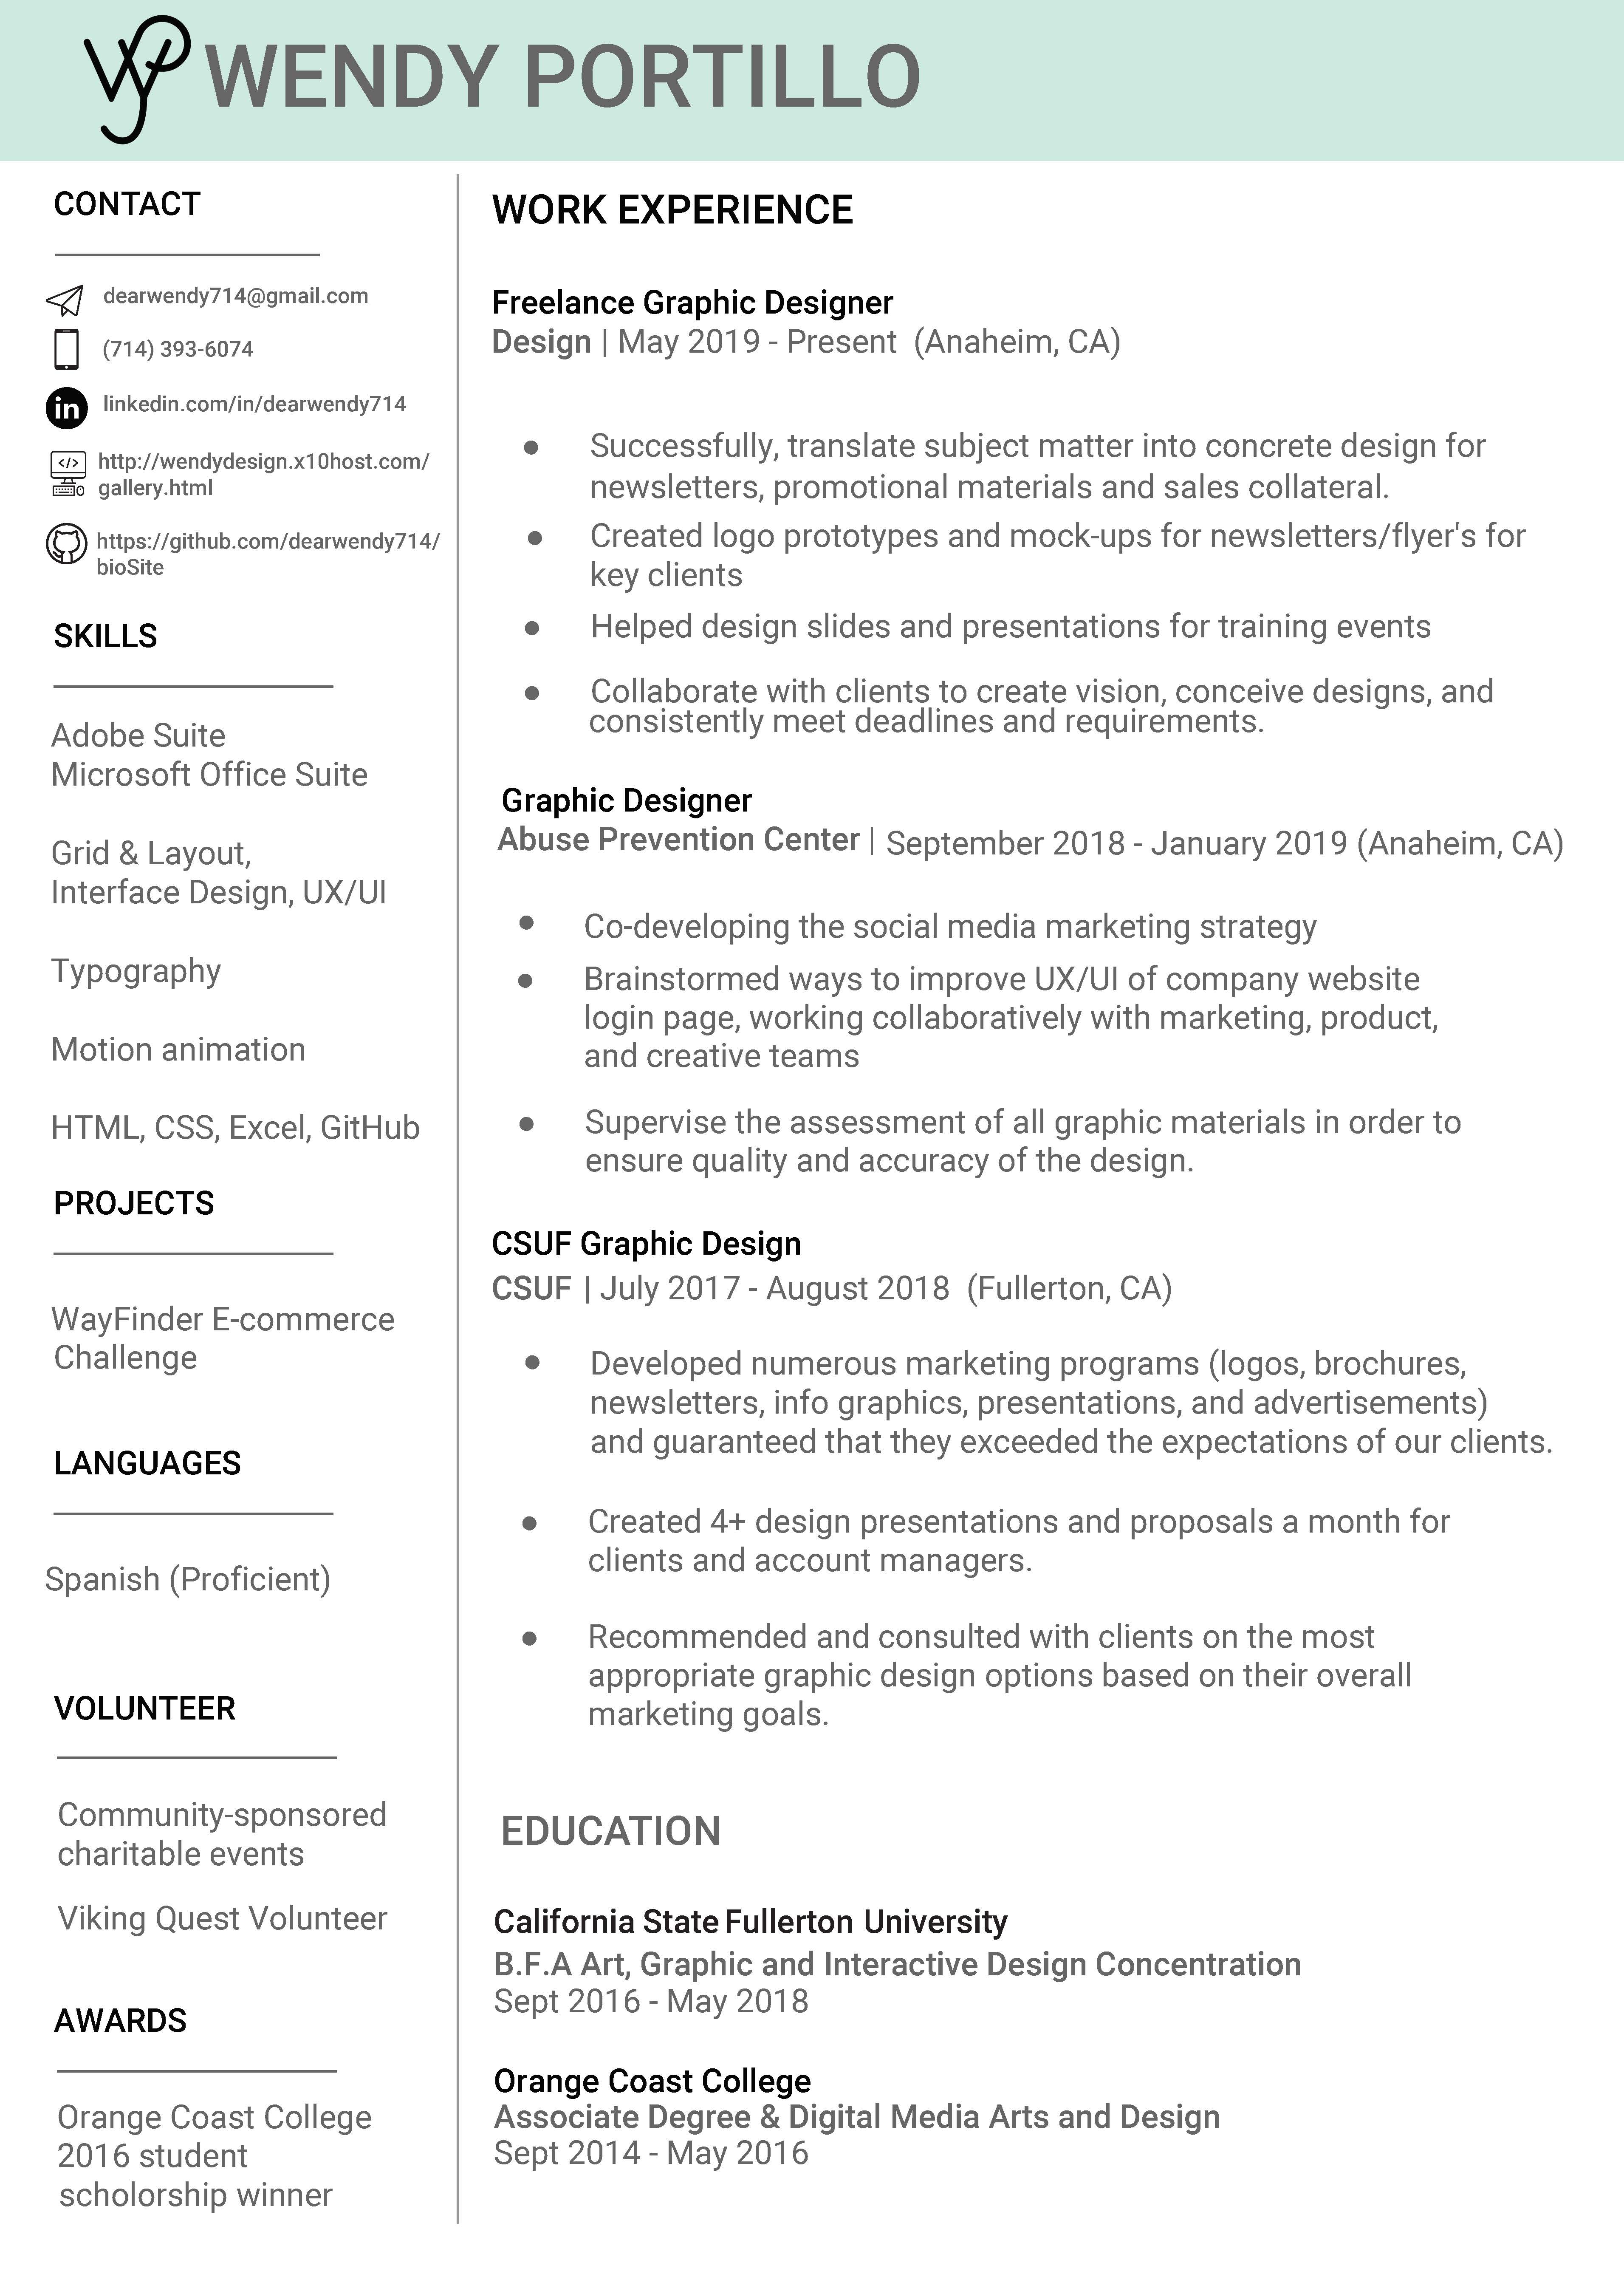 WENDY PORTILLO
CONTACT
dearwendy714@gmail.com
(714) 393-6074
linkedin.com/in/dearwendy714
http://wendydesign.x10host.com/
gallery.html
https://github.com/dearwendy714/
bioSite
SKILLS
Adobe Suite
Microsoft Office Suite
Grid & Layout,
Interface Design, UX/UI
Typography
Motion animation
HTML, CSS, Excel, GitHub
PROJECTS
WayFinder E-commerce
Challenge
LANGUAGES
Spanish (Proficient)
VOLUNTEER
Community-sponsored
charitable events
Viking Quest Volunteer
AWARDS
Orange Coast College
2016 student
scholorship winner
WORK EXPERIENCE
Freelance Graphic Designer
Design | May 2019 - Present (Anaheim, CA)
● Successfully, translate subject matter into concrete design for
newsletters, promotional materials and sales collateral.
● Created logo prototypes and mock-ups for newsletters/flyer's for
key clients
● Helped design slides and presentations for training events
● Collaborate with clients to create vision, conceive designs, and
consistently meet deadlines and requirements.
Graphic Designer
Abuse Prevention Center | September 2018 - January 2019 (Anaheim, CA)
● Co-developing the social media marketing strategy
● Brainstormed ways to improve UX/UI of company website
login page, working collaboratively with marketing, product,
and creative teams
● Supervise the assessment of all graphic materials in order to
ensure quality and accuracy of the design.
CSUF Graphic Design
CSUF | July 2017 - August 2018 (Fullerton, CA)
● Developed numerous marketing programs (logos, brochures,
newsletters, info graphics, presentations, and advertisements)
and guaranteed that they exceeded the expectations of our clients.
● Created 4+ design presentations and proposals a month for
clients and account managers.
● Recommended and consulted with clients on the most
appropriate graphic design options based on their overall
marketing goals.
EDUCATION
California State Fullerton University
B.F.A Art, Graphic and Interactive Design Concentration
Sept 2016 - May 2018
Orange Coast College
Associate Degree & Digital Media Arts and Design
Sept 2014 - May 2016